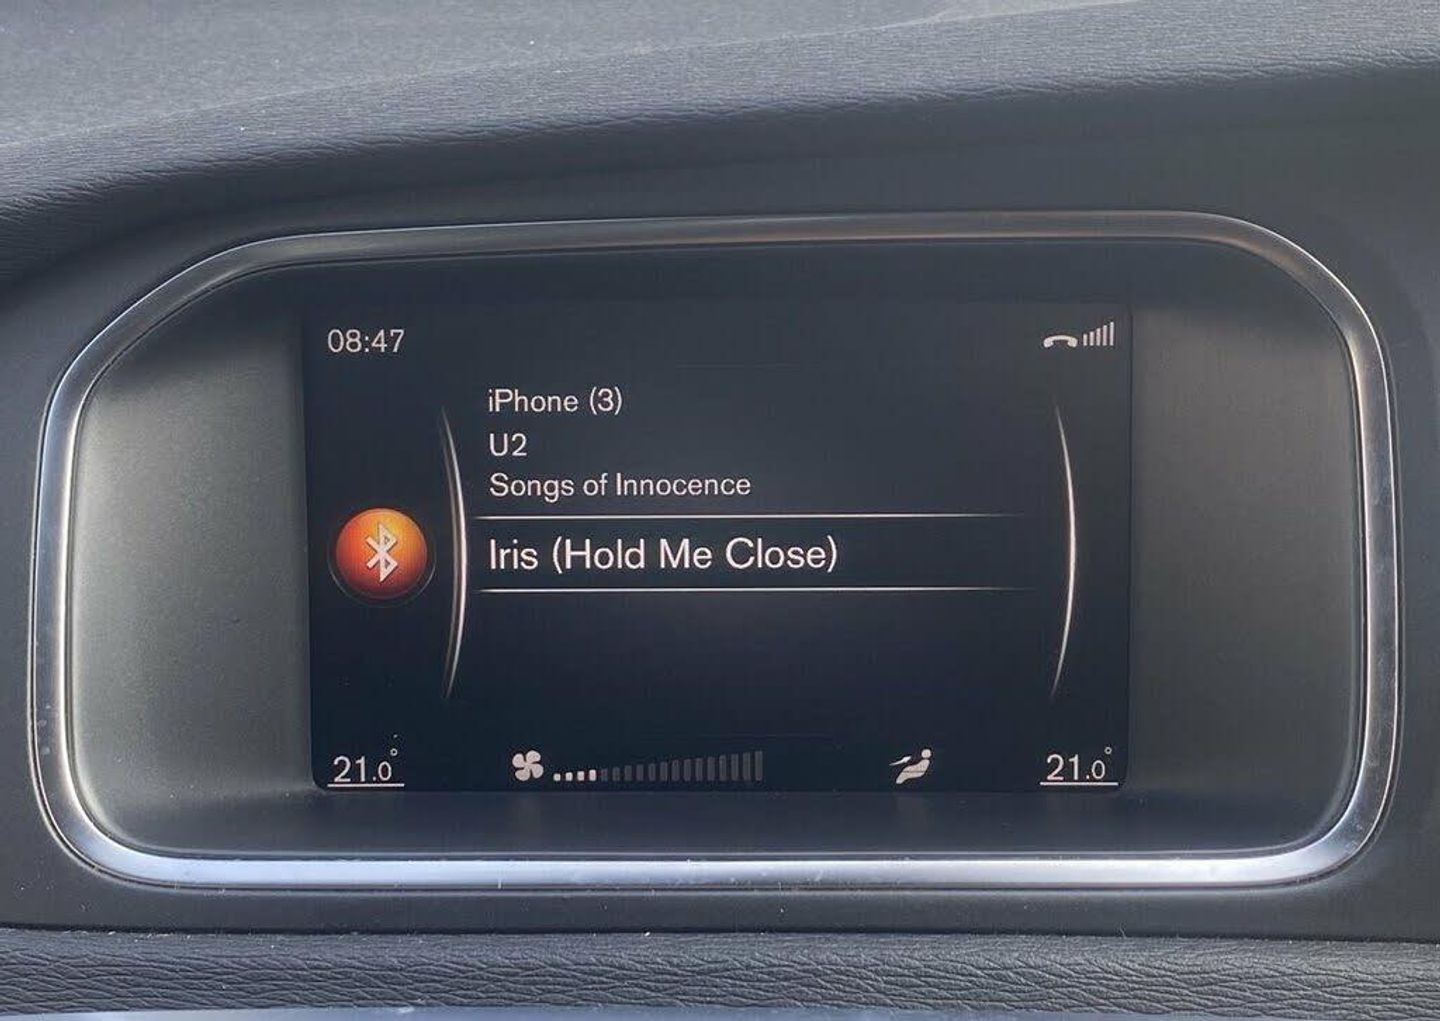 08:47
iPhone (3)
U2
Songs of Innocence
Iris (Hold Me Close)
21.0° 21.0°